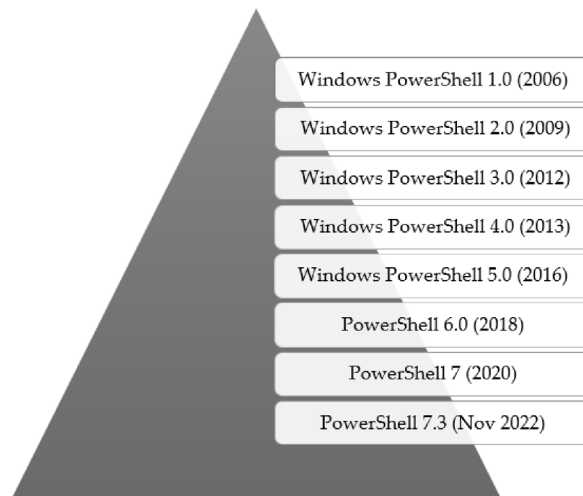 Windows PowerShell 1.0 (2006)
Windows PowerShell 2.0 (2009)
Windows PowerShell 3.0 (2012)
Windows PowerShell 4.0 (2013)
Windows PowerShell 5.0 (2016)
PowerShell 6.0 (2018)
PowerShell 7 (2020)
PowerShell 7.3 (Nov 2022)